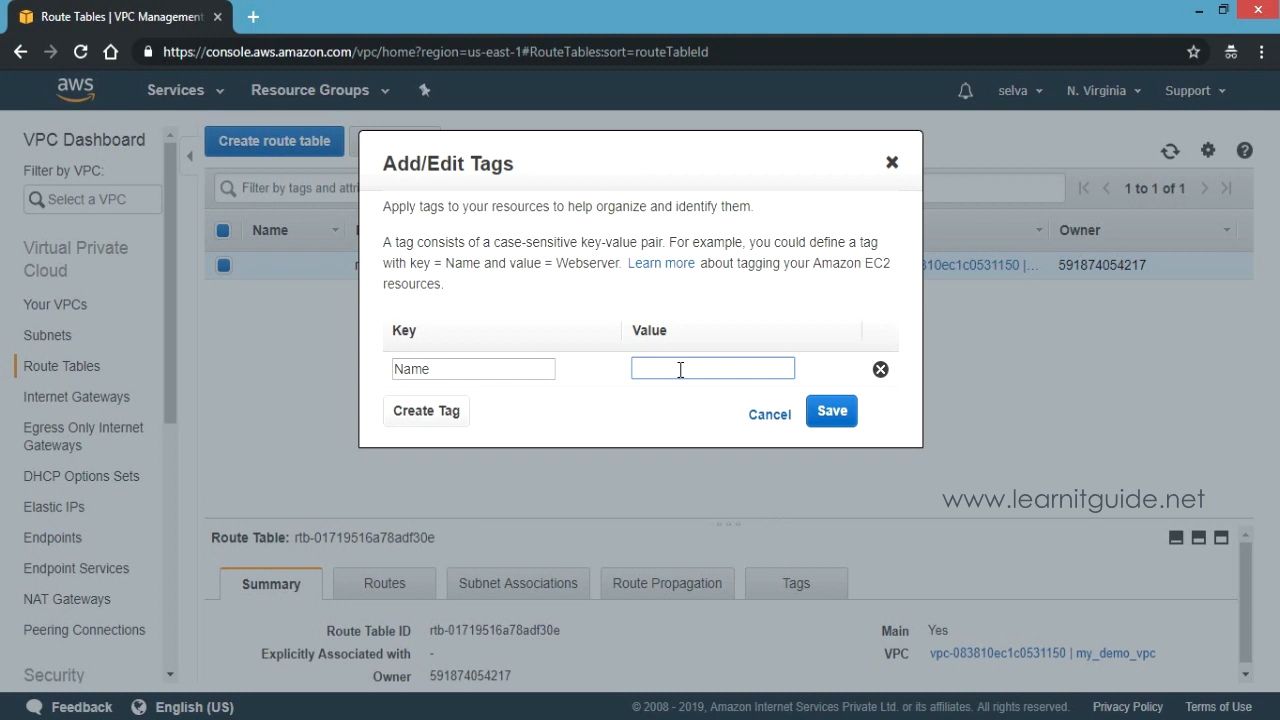 Route Tables | VPC Management
https://console.aws.amazon.com/vpc/home?region=us-east-1#RouteTables:sort=routeTableId
aws
Services
Resource Groups
selva
N. Virginia
Support
VPC Dashboard
Filter by VPC:
Select a VPC
Virtual Private
Cloud
Your VPCs
Subnets
Route Tables
Internet Gateways
Egress Only Internet
Gateways
DHCP Options Sets
Elastic IPs
Endpoints
Endpoint Services
NAT Gateways
Peering Connections
Security
Create route table
Filter by tags and attri
1 to 1 of 1
Name
Owner
810ec1c0531150 |...
591874054217
Add/Edit Tags
Apply tags to your resources to help organize and identify them.
A tag consists of a case-sensitive key-value pair. For example, you could define a tag
with key = Name and value = Webserver. Learn more about tagging your Amazon EC2
resources.
Key
Value
Name
Create Tag
Cancel
Save
www.learnitguide.net
Route Table: rtb-01719516a78adf30e
Summary
Routes
Subnet Associations
Route Propagation
Tags
Route Table ID rtb-01719516a78adf30e
Main Yes
Explicitly Associated with -
VPC vpc-083810ec1c0531150 | my_demo_vpc
Owner 591874054217
Feedback
English (US)
© 2008 - 2019, Amazon Internet Services Private Ltd. or its affiliates. All rights reserved.
Privacy Policy
Terms of Use